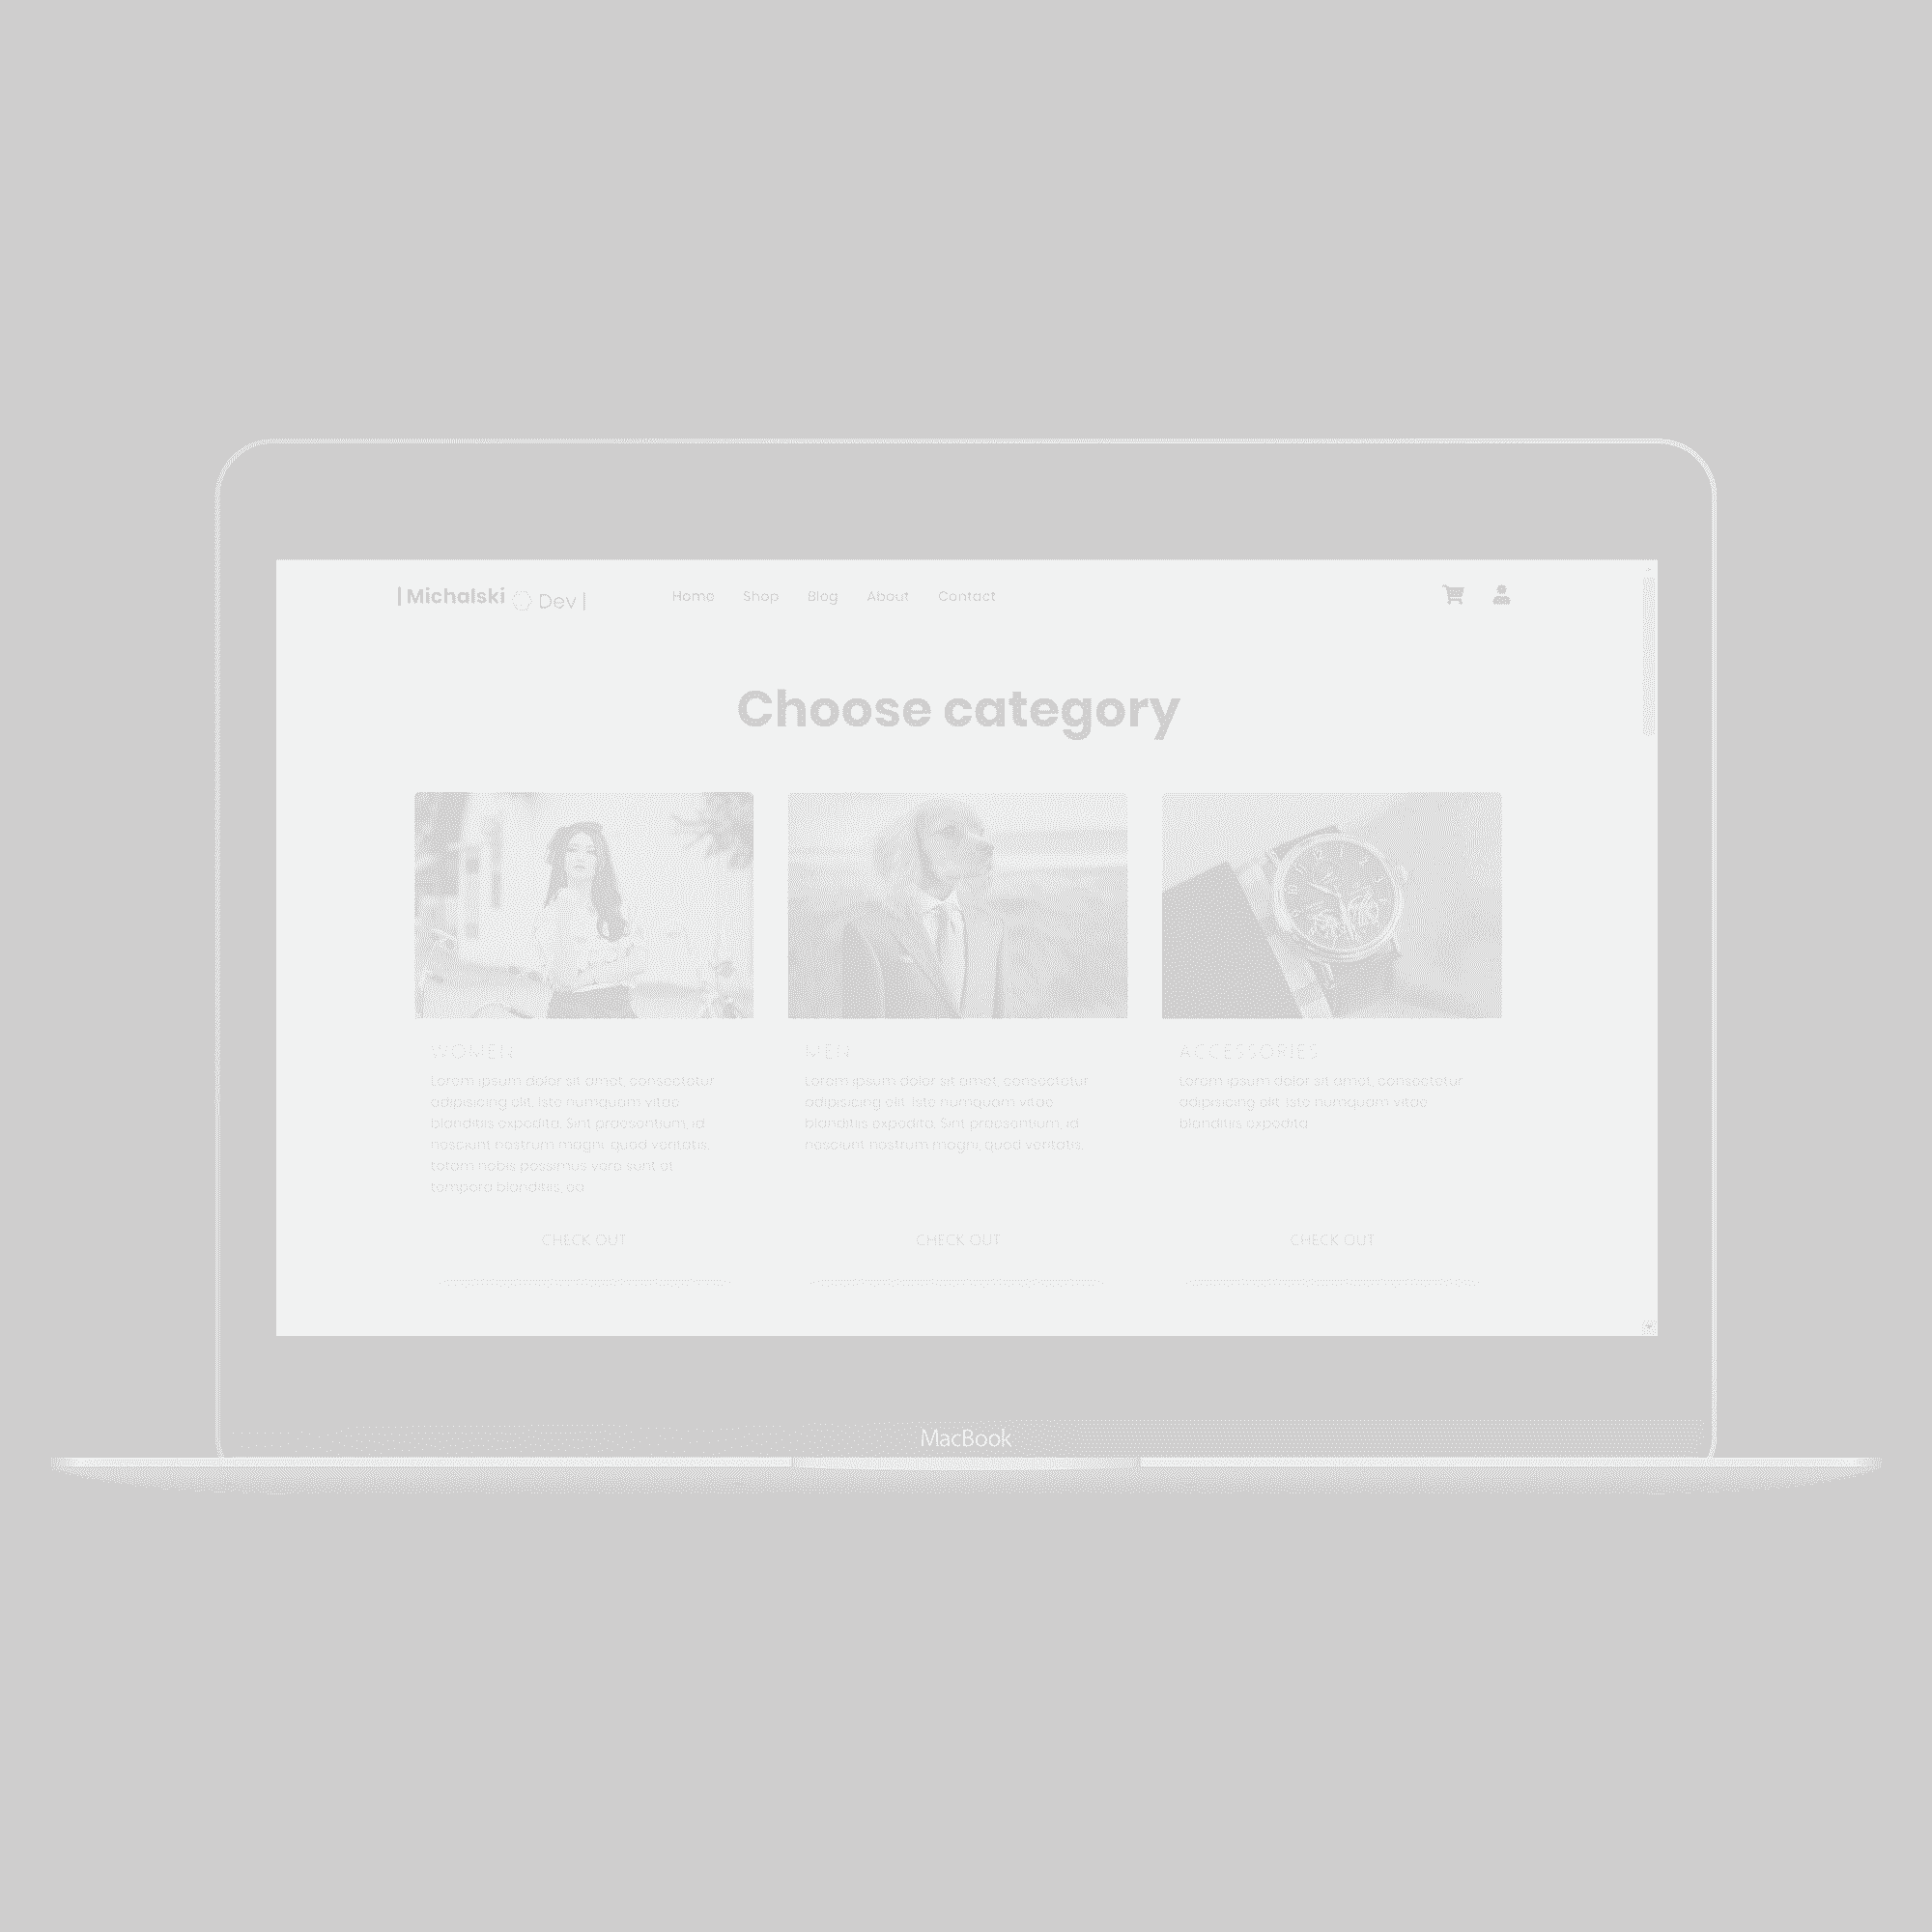 | Michalski Dev |
Home Shop Blog About Contact
Choose category
WOMEN
Lorem ipsum dolor sit amet, consectetur
adipisicing elit. Iste numquam vitae
blanditiis expedita. Sint praesentium, id
nesciunt nostrum magni, quod veritatis,
totam nobis possimus vero sunt at
tempora blanditiis, ea
CHECK OUT
MEN
Lorem ipsum dolor sit amet, consectetur
adipisicing elit. Iste numquam vitae
blanditiis expedita. Sint praesentium, id
nesciunt nostrum magni, quod veritatis.
CHECK OUT
ACCESSORIES
Lorem ipsum dolor sit amet, consectetur
adipisicing elit. Iste numquam vitae
blanditiis expedita
CHECK OUT
MacBook